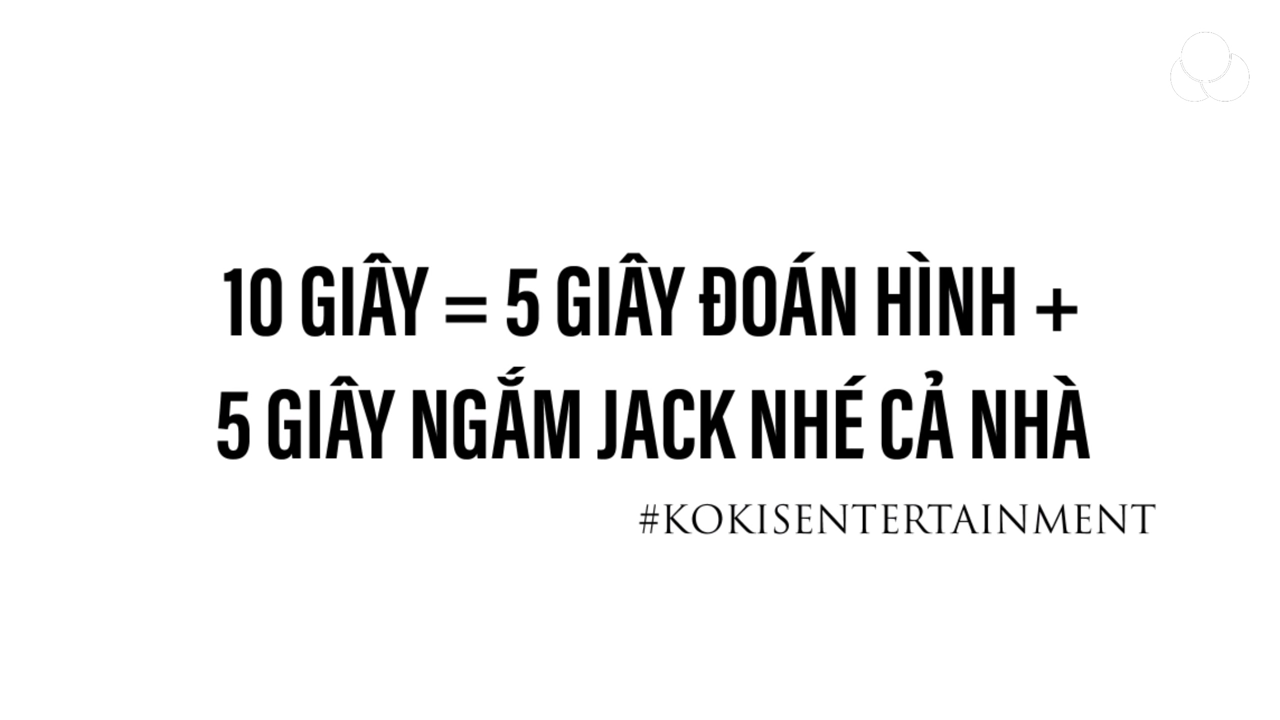 10 GIÂY = 5 GIÂY ĐOÁN HÌNH +
5 GIÂY NGẮM JACK NHÉ CẢ NHÀ
#KOKISENTERTAINMENT